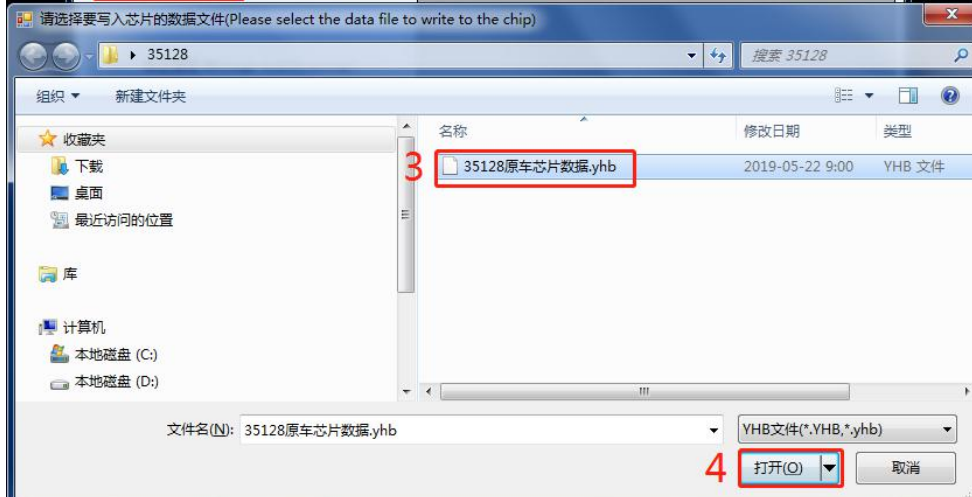 请选择要写入芯片的数据文件(Please select the data file to write to the chip)
35128
搜索 35128
组织
新建文件夹
收藏夹
下载
桌面
最近访问的位置
库
计算机
本地磁盘 (C:)
本地磁盘 (D:)
名称
修改日期
类型
3
35128原车芯片数据.yhb
2019-05-22 9:00
YHB 文件
文件名(N):
35128原车芯片数据.yhb
YHB文件(*.YHB,*.yhb)
4
打开(O)
取消